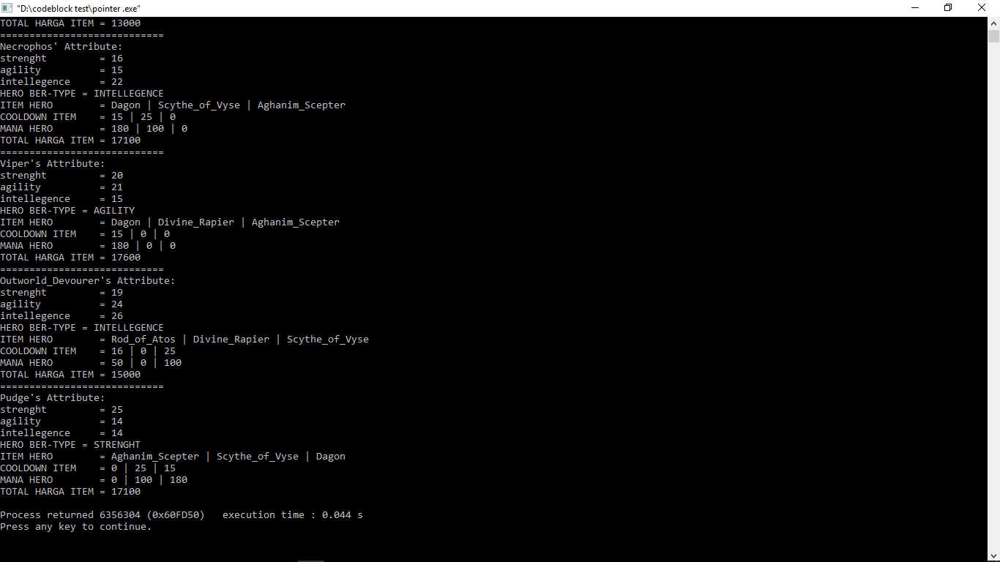 "D:\codeblock test\pointer .exe"
TOTAL HARGA ITEM = 13000
============================
Necrophos' Attribute:
strenght         = 16
agility          = 15
intellegence     = 22
HERO BER-TYPE = INTELLEGENCE
ITEM HERO        = Dagon | Scythe_of_Vyse | Aghanim_Scepter
COOLDOWN ITEM    = 15 | 25 | 0
MANA HERO        = 180 | 100 | 0
TOTAL HARGA ITEM = 17100
============================
Viper's Attribute:
strenght         = 20
agility          = 21
intellegence     = 15
HERO BER-TYPE = AGILITY
ITEM HERO        = Dagon | Divine_Rapier | Aghanim_Scepter
COOLDOWN ITEM    = 15 | 0 | 0
MANA HERO        = 180 | 0 | 0
TOTAL HARGA ITEM = 17600
============================
Outworld_Devourer's Attribute:
strenght         = 19
agility          = 24
intellegence     = 26
HERO BER-TYPE = INTELLEGENCE
ITEM HERO        = Rod_of_Atos | Divine_Rapier | Scythe_of_Vyse
COOLDOWN ITEM    = 16 | 0 | 25
MANA HERO        = 50 | 0 | 100
TOTAL HARGA ITEM = 15000
============================
Pudge's Attribute:
strenght         = 25
agility          = 14
intellegence     = 14
HERO BER-TYPE = STRENGHT
ITEM HERO        = Aghanim_Scepter | Scythe_of_Vyse | Dagon
COOLDOWN ITEM    = 0 | 25 | 15
MANA HERO        = 0 | 100 | 180
TOTAL HARGA ITEM = 17100
Process returned 6356304 (0x60FD50)   execution time : 0.044 s
Press any key to continue.